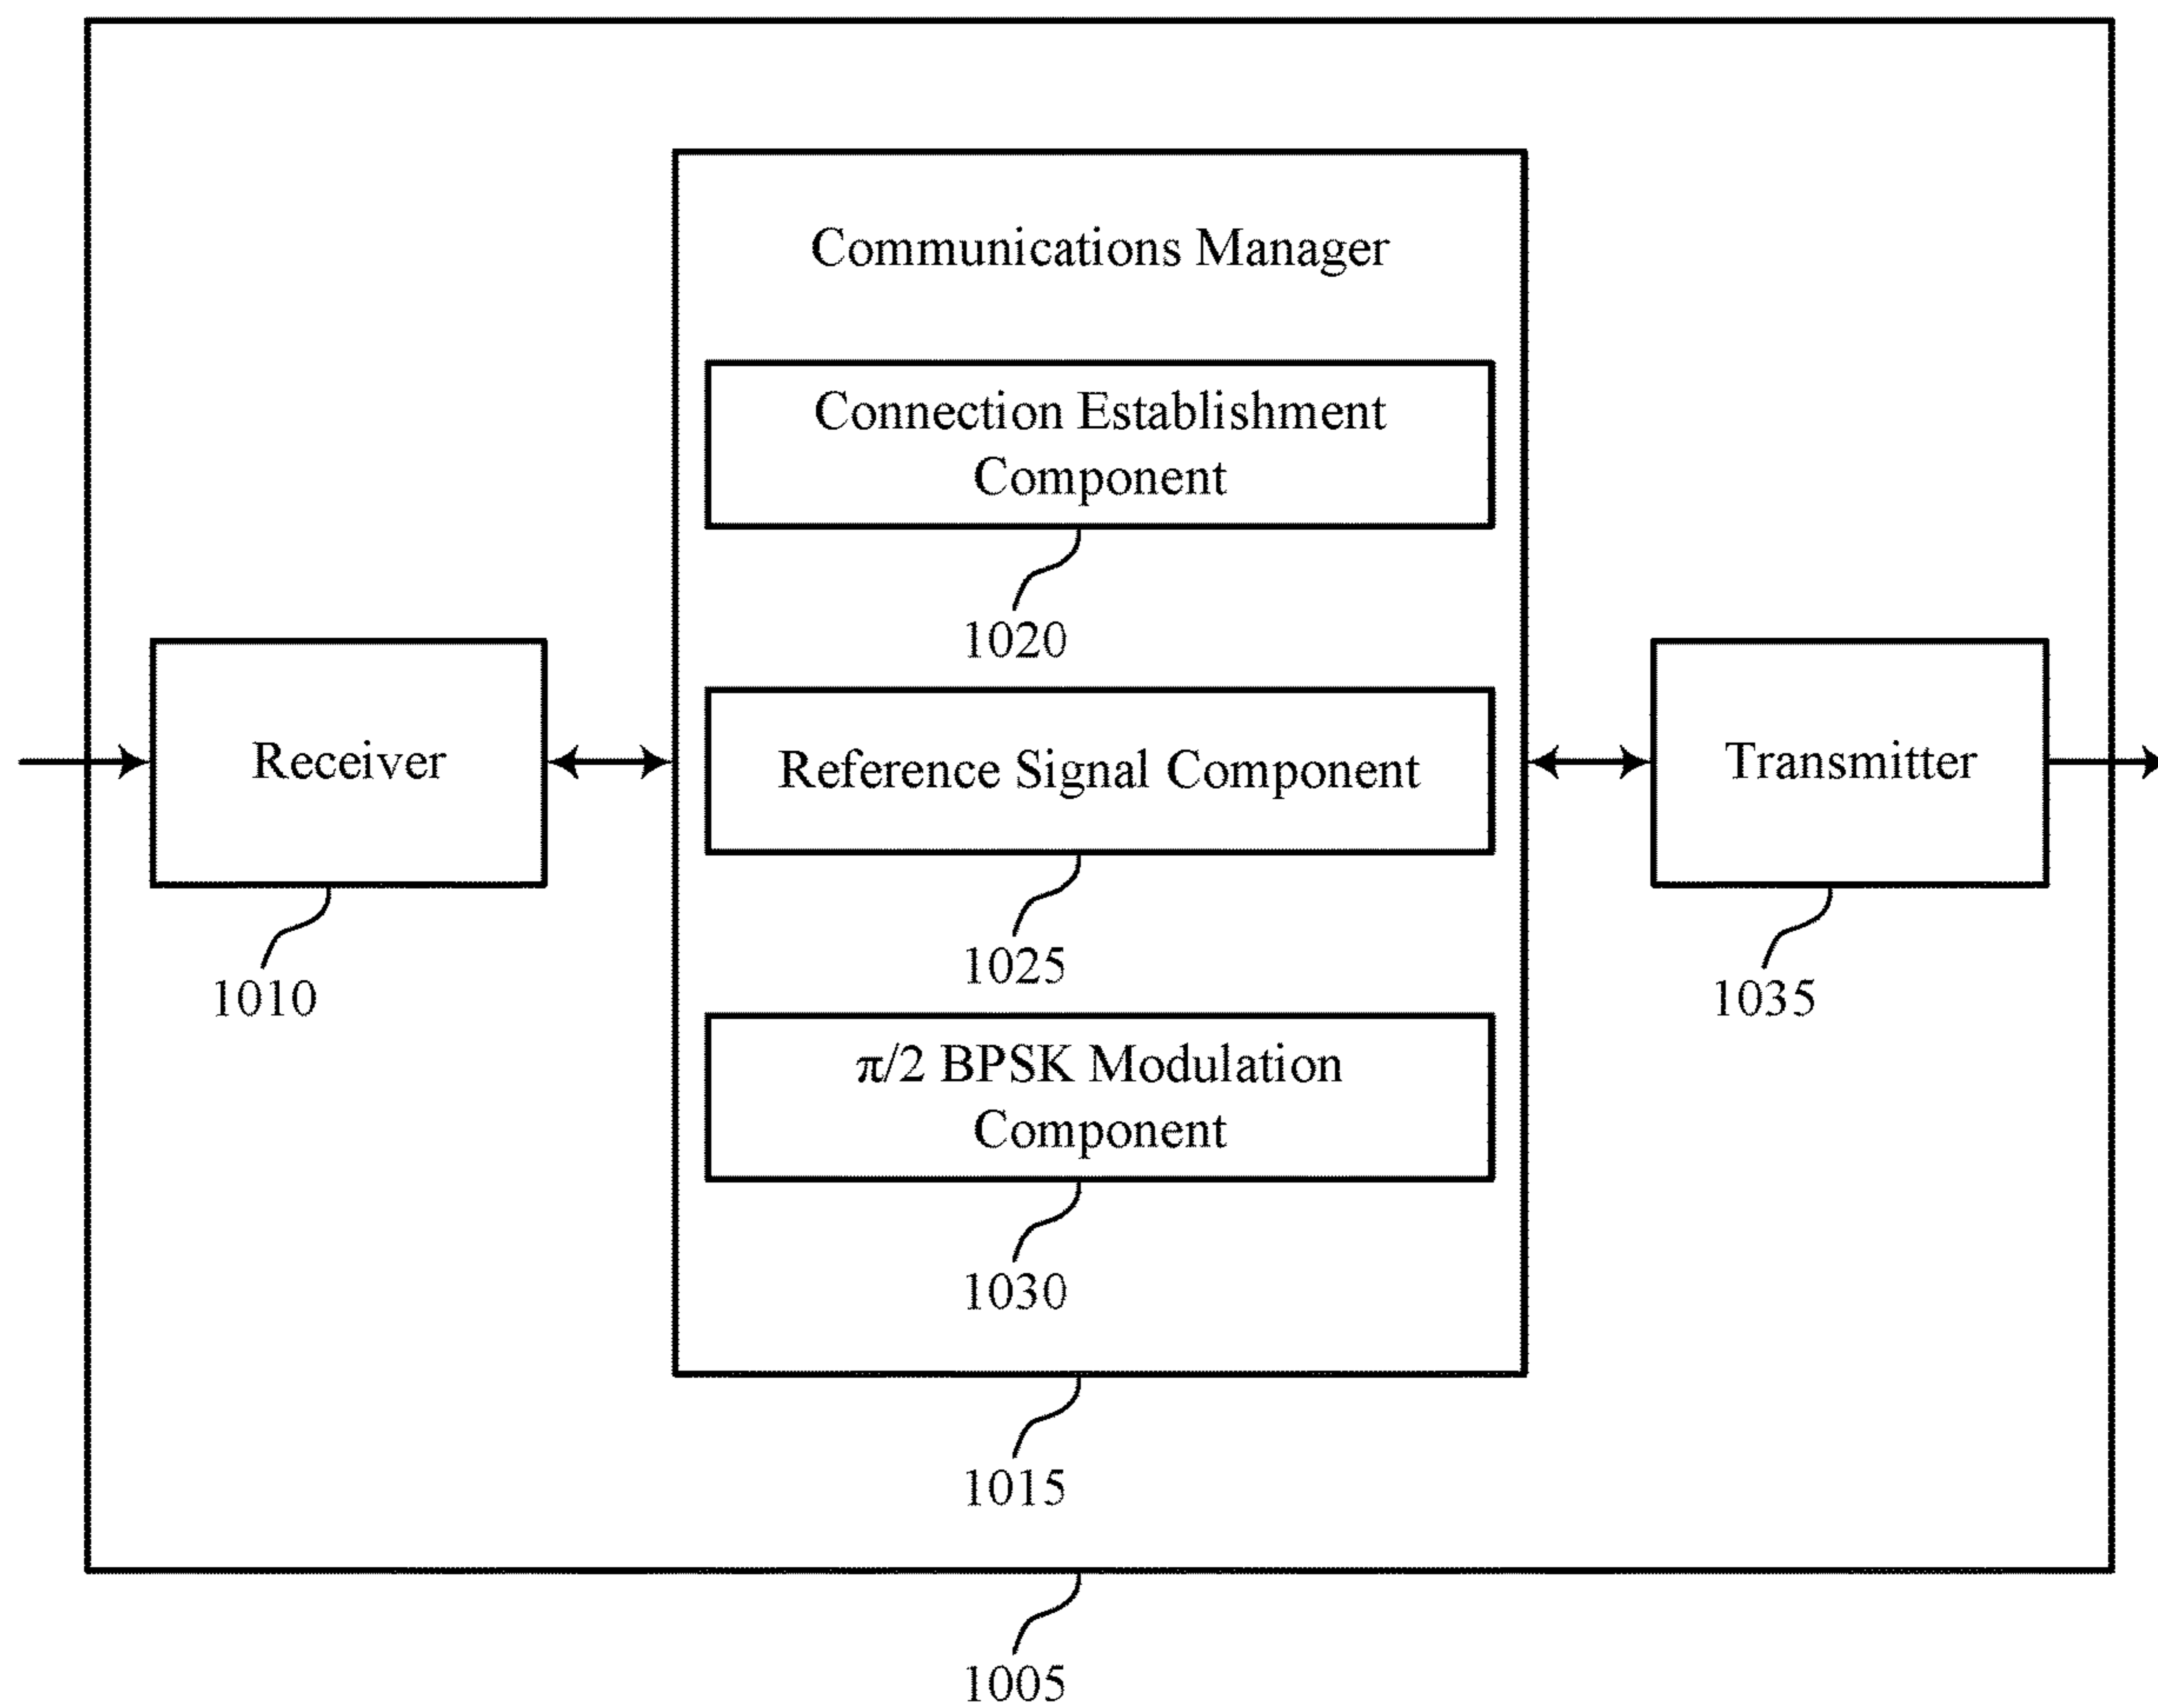 Communications Manager
Connection Establishment
Component
1020
Receiver
1010
Reference Signal Component
1025
Transmitter
1035
π/2 BPSK Modulation
Component
1030
1015
1005